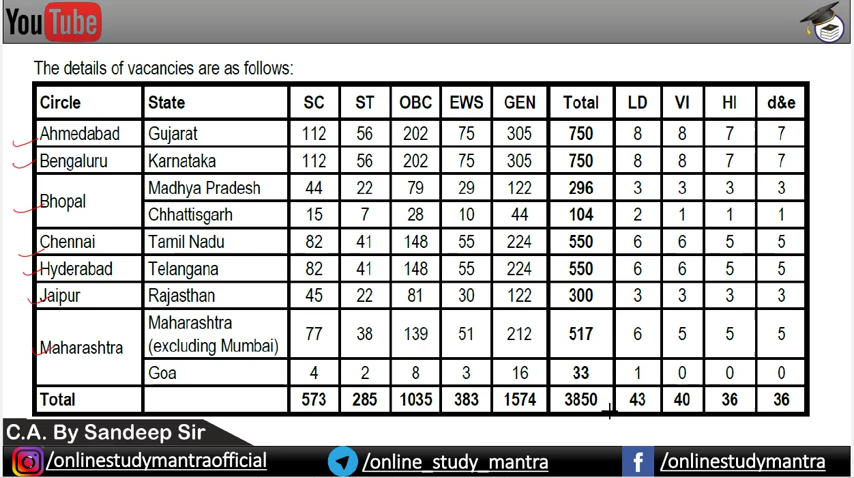 YouTube
The details of vacancies are as follows:
Circle State SC ST OBC EWS GEN Total LD VI HI d&e
Ahmedabad Gujarat 112 56 202 75 305 750 8 8 7 7
Bengaluru Karnataka 112 56 202 75 305 750 8 8 7 7
Bhopal Madhya Pradesh 44 22 79 29 122 296 3 3 3 3
Chhattisgarh 15 7 28 10 44 104 2 1 1 1
Chennai Tamil Nadu 82 41 148 55 224 550 6 6 5 5
Hyderabad Telangana 82 41 148 55 224 550 6 6 5 5
Jaipur Rajasthan 45 22 81 30 122 300 3 3 3 3
Maharashtra Maharashtra (excluding Mumbai) 77 38 139 51 212 517 6 5 5 5
Goa 4 2 8 3 16 33 1 0 0 0
Total 573 285 1035 383 1574 3850 43 40 36 36
C.A. By Sandeep Sir
/onlinestudymantraofficial /online_study_mantra f /onlinestudymantra